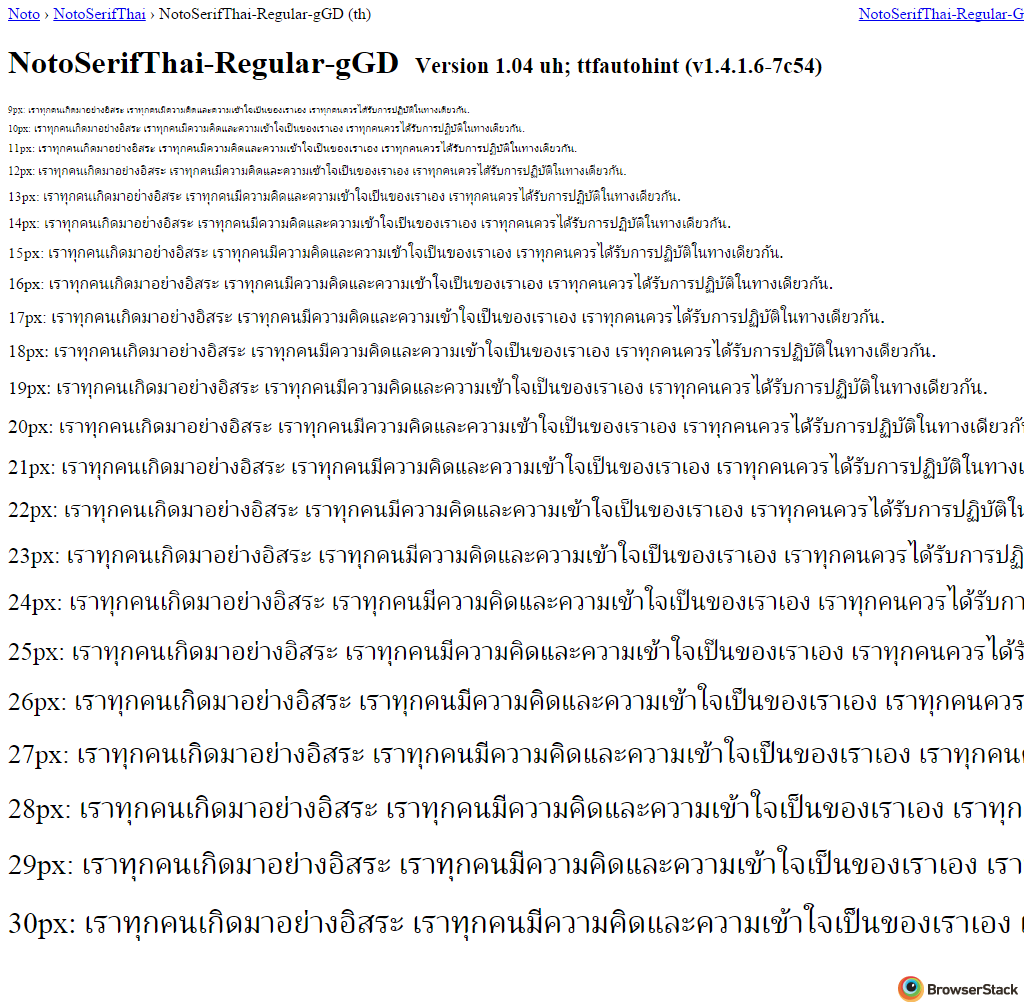 Noto › NotoSerifThai › NotoSerifThai-Regular-gGD (th) NotoSerifThai-Regular-G
NotoSerifThai-Regular-gGD Version 1.04 uh; ttfautohint (v1.4.1.6-7c54)
9px: เราทุกคนเกิดมาอย่างอิสระ เราทุกคนมีความคิดและความเข้าใจเป็นของเราเอง เราทุกคนควรได้รับการปฏิบัติในทางเดียวกัน.
10px: เราทุกคนเกิดมาอย่างอิสระ เราทุกคนมีความคิดและความเข้าใจเป็นของเราเอง เราทุกคนควรได้รับการปฏิบัติในทางเดียวกัน.
11px: เราทุกคนเกิดมาอย่างอิสระ เราทุกคนมีความคิดและความเข้าใจเป็นของเราเอง เราทุกคนควรได้รับการปฏิบัติในทางเดียวกัน.
12px: เราทุกคนเกิดมาอย่างอิสระ เราทุกคนมีความคิดและความเข้าใจเป็นของเราเอง เราทุกคนควรได้รับการปฏิบัติในทางเดียวกัน.
13px: เราทุกคนเกิดมาอย่างอิสระ เราทุกคนมีความคิดและความเข้าใจเป็นของเราเอง เราทุกคนควรได้รับการปฏิบัติในทางเดียวกัน.
14px: เราทุกคนเกิดมาอย่างอิสระ เราทุกคนมีความคิดและความเข้าใจเป็นของเราเอง เราทุกคนควรได้รับการปฏิบัติในทางเดียวกัน.
15px: เราทุกคนเกิดมาอย่างอิสระ เราทุกคนมีความคิดและความเข้าใจเป็นของเราเอง เราทุกคนควรได้รับการปฏิบัติในทางเดียวกัน.
16px: เราทุกคนเกิดมาอย่างอิสระ เราทุกคนมีความคิดและความเข้าใจเป็นของเราเอง เราทุกคนควรได้รับการปฏิบัติในทางเดียวกัน.
17px: เราทุกคนเกิดมาอย่างอิสระ เราทุกคนมีความคิดและความเข้าใจเป็นของเราเอง เราทุกคนควรได้รับการปฏิบัติในทางเดียวกัน.
18px: เราทุกคนเกิดมาอย่างอิสระ เราทุกคนมีความคิดและความเข้าใจเป็นของเราเอง เราทุกคนควรได้รับการปฏิบัติในทางเดียวกัน.
19px: เราทุกคนเกิดมาอย่างอิสระ เราทุกคนมีความคิดและความเข้าใจเป็นของเราเอง เราทุกคนควรได้รับการปฏิบัติในทางเดียวกัน.
20px: เราทุกคนเกิดมาอย่างอิสระ เราทุกคนมีความคิดและความเข้าใจเป็นของเราเอง เราทุกคนควรได้รับการปฏิบัติในทางเดียวกั
21px: เราทุกคนเกิดมาอย่างอิสระ เราทุกคนมีความคิดและความเข้าใจเป็นของเราเอง เราทุกคนควรได้รับการปฏิบัติในทางเ
22px: เราทุกคนเกิดมาอย่างอิสระ เราทุกคนมีความคิดและความเข้าใจเป็นของเราเอง เราทุกคนควรได้รับการปฏิบัติใน
23px: เราทุกคนเกิดมาอย่างอิสระ เราทุกคนมีความคิดและความเข้าใจเป็นของเราเอง เราทุกคนควรได้รับการปฏิ
24px: เราทุกคนเกิดมาอย่างอิสระ เราทุกคนมีความคิดและความเข้าใจเป็นของเราเอง เราทุกคนควรได้รับกา
25px: เราทุกคนเกิดมาอย่างอิสระ เราทุกคนมีความคิดและความเข้าใจเป็นของเราเอง เราทุกคนควรได้รั
26px: เราทุกคนเกิดมาอย่างอิสระ เราทุกคนมีความคิดและความเข้าใจเป็นของเราเอง เราทุกคนควร
27px: เราทุกคนเกิดมาอย่างอิสระ เราทุกคนมีความคิดและความเข้าใจเป็นของเราเอง เราทุกคน
28px: เราทุกคนเกิดมาอย่างอิสระ เราทุกคนมีความคิดและความเข้าใจเป็นของเราเอง เราทุก
29px: เราทุกคนเกิดมาอย่างอิสระ เราทุกคนมีความคิดและความเข้าใจเป็นของเราเอง เรา
30px: เราทุกคนเกิดมาอย่างอิสระ เราทุกคนมีความคิดและความเข้าใจเป็นของเราเอง เ
BrowserStack